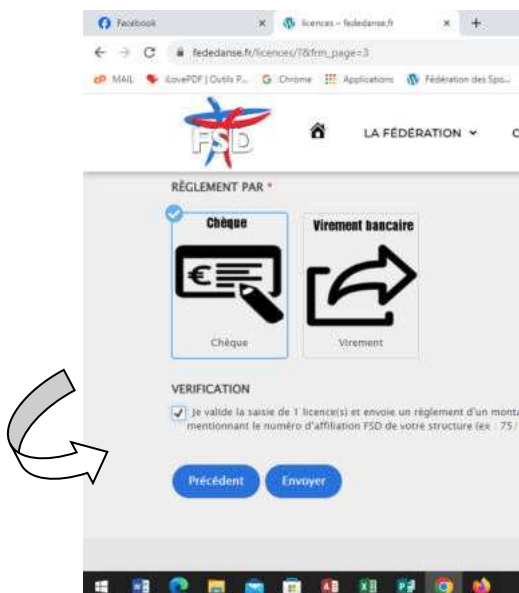 Facebook
licences – fededanse.fr
fededanse.fr/licences/?&frm_page=3
MAIL
iLovePDF | Outils P...
Chrome
Applications
Fédération des Spo...
FSD
LA FÉDÉRATION
RÈGLEMENT PAR *
Chèque
Virement bancaire
€
Chèque
Virement
VERIFICATION
Je valide la saisie de 1 licence(s) et envoie un règlement d'un monta
mentionnant le numéro d'affiliation FSD de votre structure (ex : 75/
Précédent
Envoyer